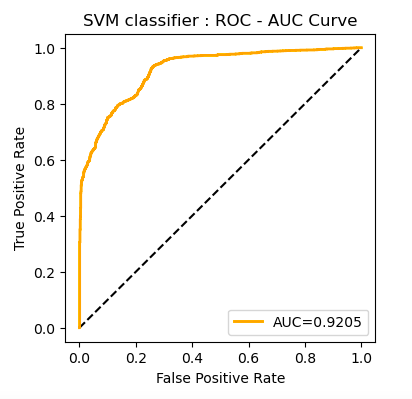 SVM classifier : ROC - AUC Curve
1.0
0.8
0.6
0.4
0.2
0.0
True Positive Rate
AUC=0.9205
0.0 0.2 0.4 0.6 0.8 1.0
False Positive Rate